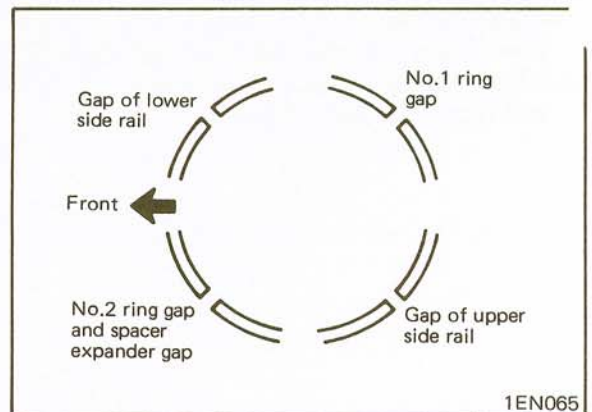 No.1 ring
gap
Gap of lower
side rail
Front
No.2 ring gap
and spacer
expander gap
Gap of upper
side rail
1EN065